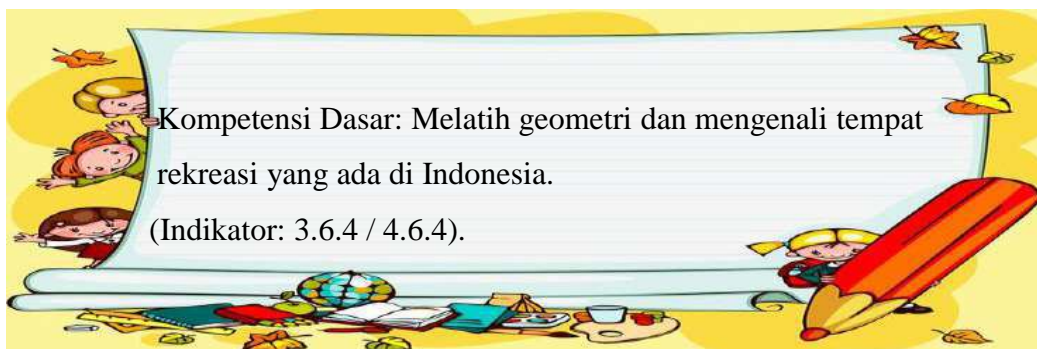 Kompetensi Dasar: Melatih geometri dan mengenali tempat
rekreasi yang ada di Indonesia.
(Indikator: 3.6.4 / 4.6.4).